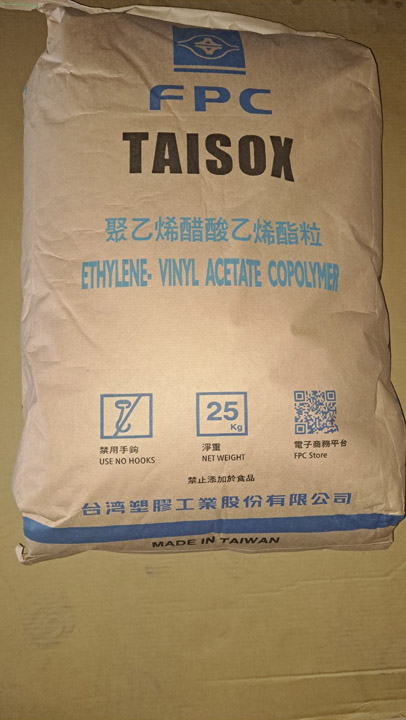 FPC
TAISOX
聚乙烯醋酸乙烯酯粒
ETHYLENE- VINYL ACETATE COPOLYMER
禁用手鈎
USE NO HOOKS
25
Kg
淨重
NET WEIGHT
電子商務平台
FPC Store
禁止添加於食品
台湾塑膠工業股份有限公司
MADE IN TAIWAN